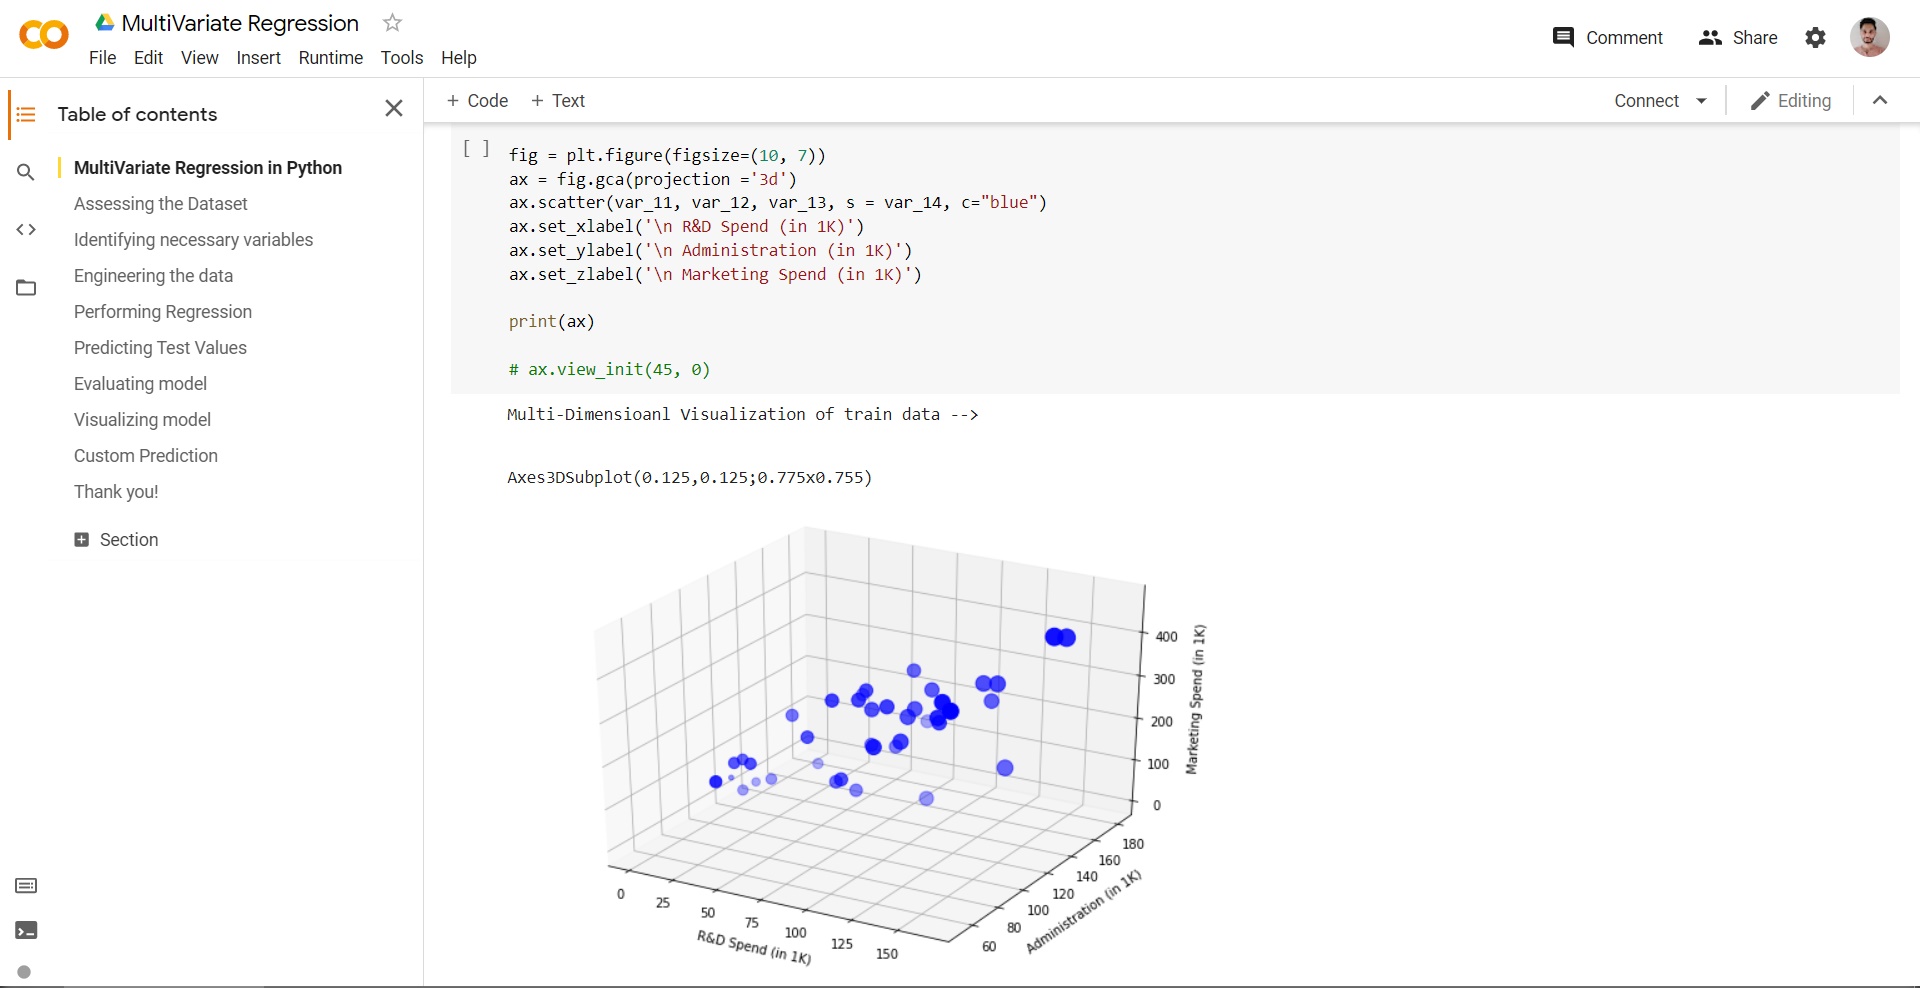 MultiVariate Regression
File Edit View Insert Runtime Tools Help
Comment Share
Table of contents
MultiVariate Regression in Python
Assessing the Dataset
Identifying necessary variables
Engineering the data
Performing Regression
Predicting Test Values
Evaluating model
Visualizing model
Custom Prediction
Thank you!
Section
+ Code + Text
Connect Editing
[ ]
fig = plt.figure(figsize=(10, 7))
ax = fig.gca(projection ='3d')
ax.scatter(var_11, var_12, var_13, s = var_14, c="blue")
ax.set_xlabel('\n R&D Spend (in 1K)')
ax.set_ylabel('\n Administration (in 1K)')
ax.set_zlabel('\n Marketing Spend (in 1K)')
print(ax)
# ax.view_init(45, 0)
Multi-Dimensioanl Visualization of train data -->
Axes3DSubplot(0.125,0.125;0.775x0.755)
400
300
200
100
0
Marketing Spend (in 1K)
180
160
140
120
100
80
60
Administration (in 1K)
0 25 50 75 100 125 150
R&D Spend (in 1K)